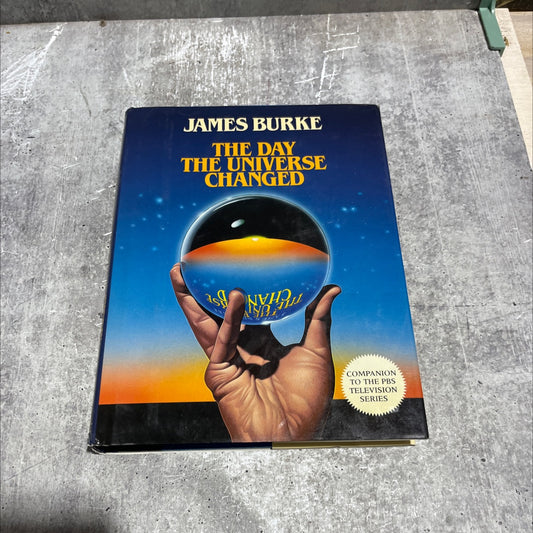 JAMES BURKE
THE DAY
THE UNIVERSE
CHANGED
COMPANION
TO THE PBS
TELEVISION
SERIES